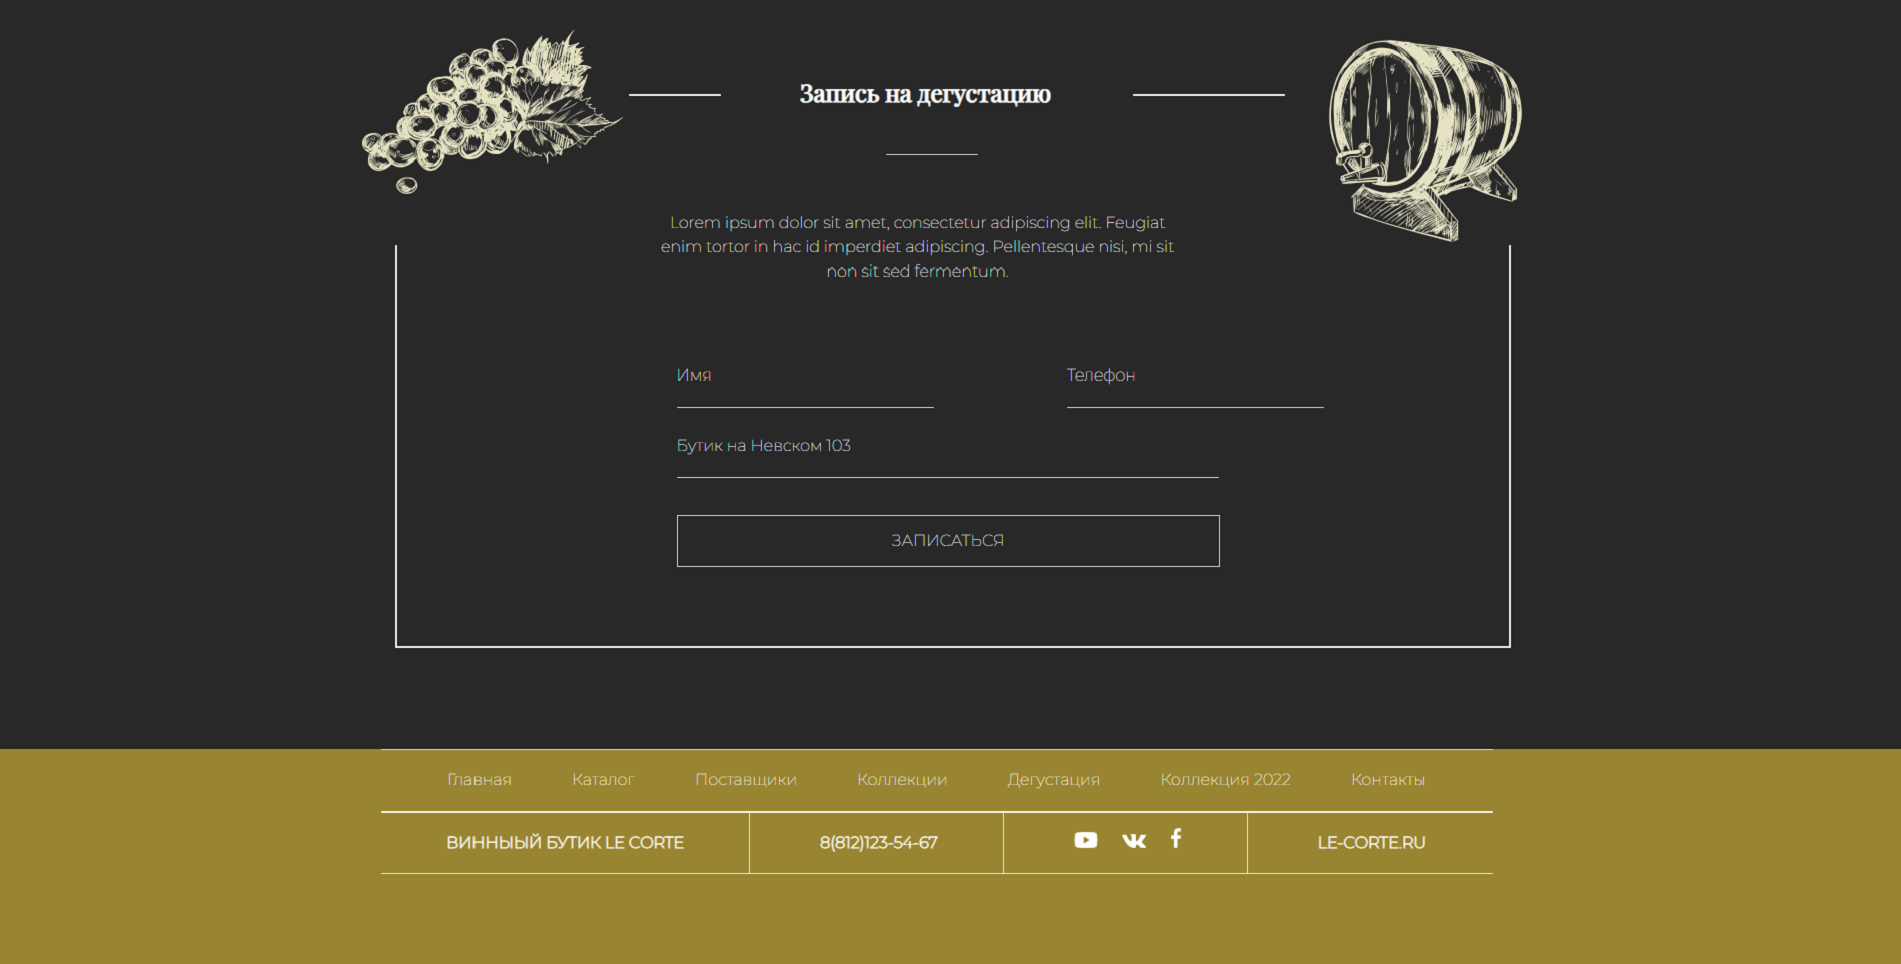 Запись на дегустацию
Lorem ipsum dolor sit amet, consectetur adipiscing elit. Feugiat
enim tortor in hac id imperdiet adipiscing. Pellentesque nisi, mi sit
non sit sed fermentum.
Имя
Телефон
Бутик на Невском 103
ЗАПИСАТЬСЯ
Главная Каталог Поставщики Коллекции Дегустация Коллекция 2022 Контакты
ВИННЫЫЙ БУТИК LE CORTE 8(812)123-54-67 LE-CORTE.RU